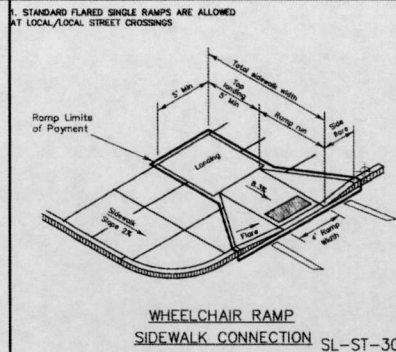 1. STANDARD FLARED SINGLE RAMPS ARE ALLOWED
AT LOCAL/LOCAL STREET CROSSINGS
Total sidewalk width
5' Min
Top
landing
5' Min
Ramp run
Side
flare
Ramp Limits
of Payment
Landing
8.3%
Sidewalk
Slope 2%
Flare
4' Ramp
Width
WHEELCHAIR RAMP
SIDEWALK CONNECTION
SL-ST-30